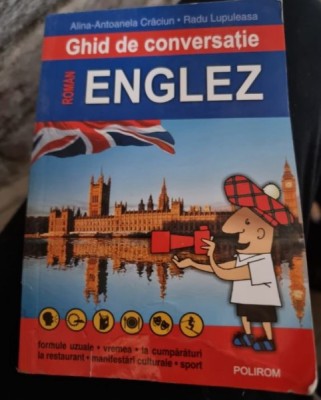 Alina-Antoanela Crăciun • Radu Lupuleasa
Ghid de conversație
ROMÂN
ENGLEZ
formule uzuale • vremea • la cumpărături
la restaurant • manifestări culturale • sport
POLIROM